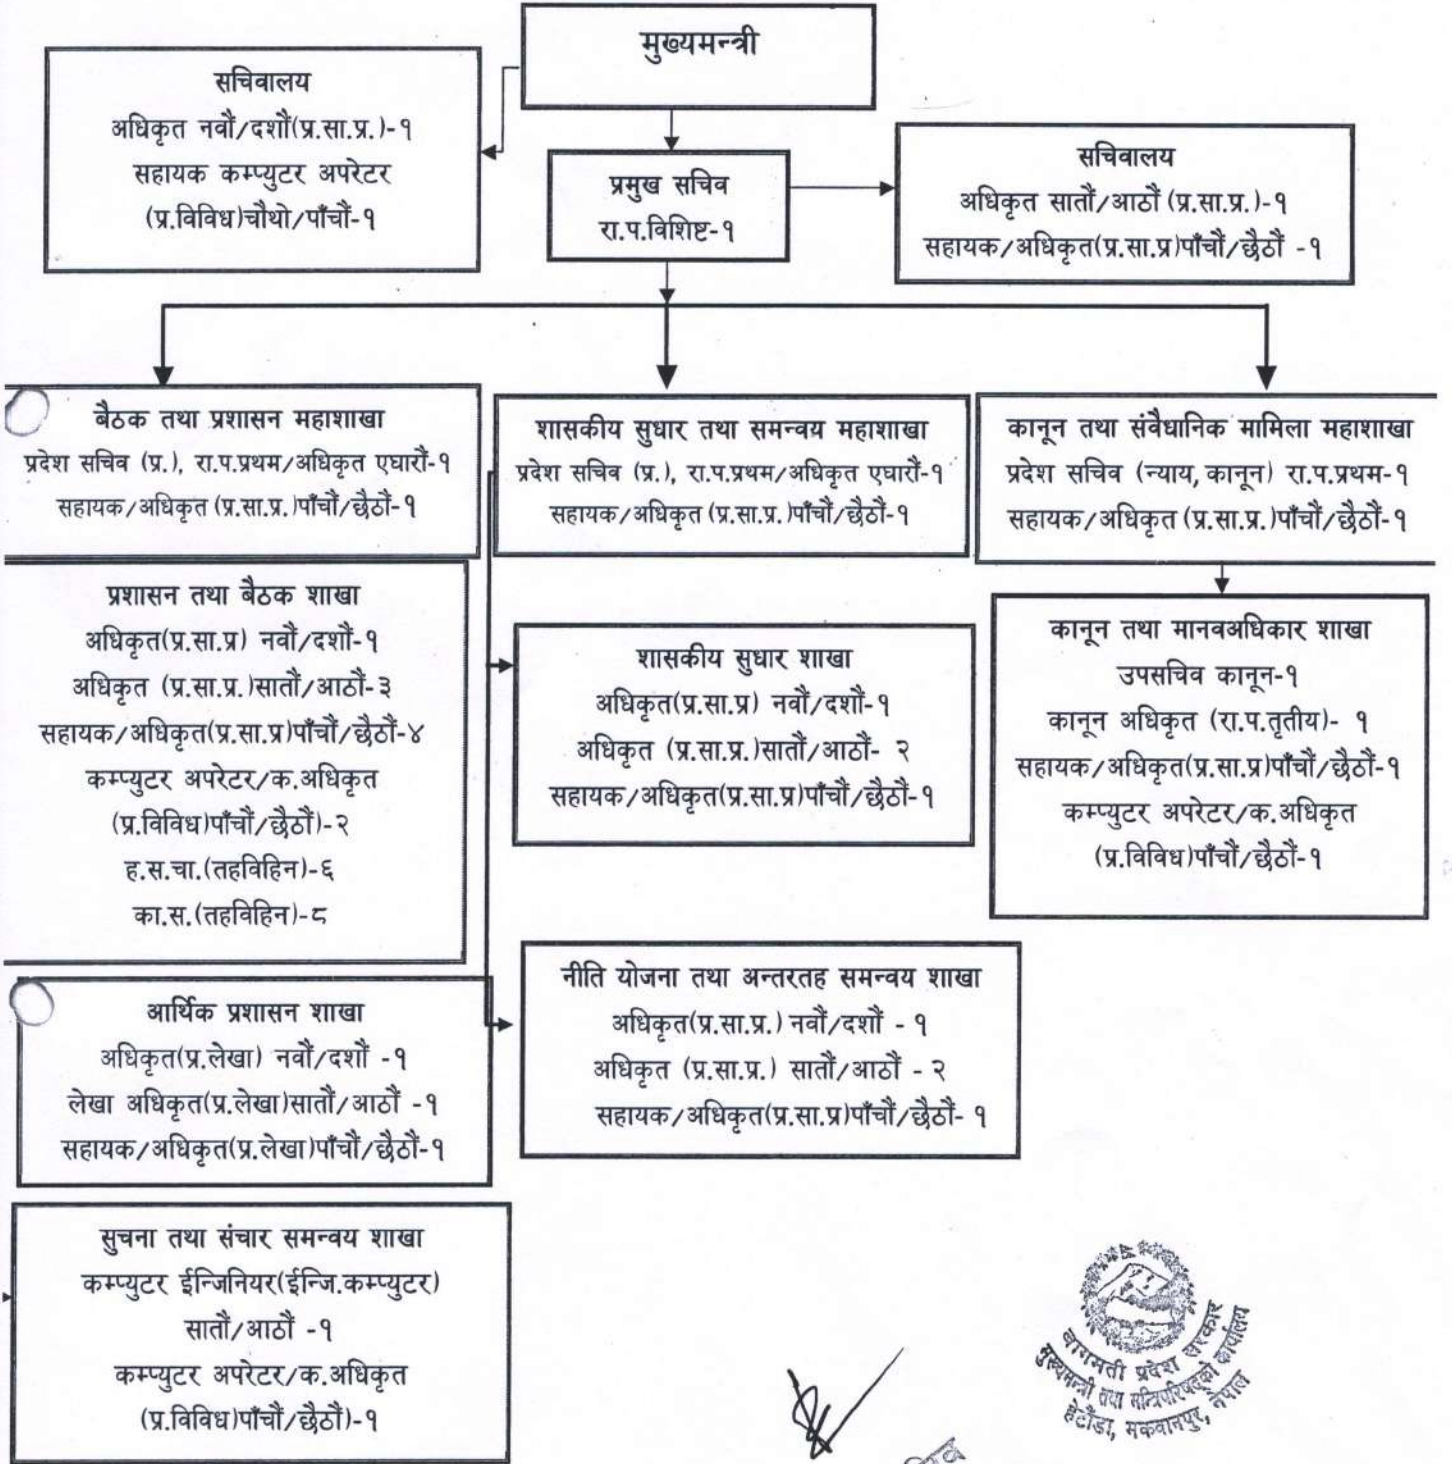 मुख्यमन्त्री
सचिवालय
अधिकृत नवौं/दशौं(प्र.सा.प्र.)-१
सहायक कम्प्युटर अपरेटर
(प्र.विविध)चौथो/पाँचौं-१
प्रमुख सचिव
रा.प.विशिष्ट-१
सचिवालय
अधिकृत सातौं/आठौं (प्र.सा.प्र.)-१
सहायक/अधिकृत(प्र.सा.प्र)पाँचौं/छैठौं -१
बैठक तथा प्रशासन महाशाखा
प्रदेश सचिव (प्र.), रा.प.प्रथम/अधिकृत एघारौं-१
सहायक/अधिकृत (प्र.सा.प्र.)पाँचौं/छैठौं-१
शासकीय सुधार तथा समन्वय महाशाखा
प्रदेश सचिव (प्र.), रा.प.प्रथम/अधिकृत एघारौं-१
सहायक/अधिकृत (प्र.सा.प्र.)पाँचौं/छैठौं-१
कानून तथा संवैधानिक मामिला महाशाखा
प्रदेश सचिव (न्याय, कानून) रा.प.प्रथम-१
सहायक/अधिकृत (प्र.सा.प्र.)पाँचौं/छैठौं-१
प्रशासन तथा बैठक शाखा
अधिकृत(प्र.सा.प्र) नवौं/दशौं-१
अधिकृत (प्र.सा.प्र.)सातौं/आठौं-३
सहायक/अधिकृत(प्र.सा.प्र)पाँचौं/छैठौं-४
कम्प्युटर अपरेटर/क.अधिकृत
(प्र.विविध)पाँचौं/छैठौं)-२
ह.स.चा.(तहविहिन)-६
का.स.(तहविहिन)-८
शासकीय सुधार शाखा
अधिकृत(प्र.सा.प्र) नवौं/दशौं-१
अधिकृत (प्र.सा.प्र.)सातौं/आठौं- २
सहायक/अधिकृत(प्र.सा.प्र)पाँचौं/छैठौं-१
कानून तथा मानवअधिकार शाखा
उपसचिव कानून-१
कानून अधिकृत (रा.प.तृतीय)- १
सहायक/अधिकृत(प्र.सा.प्र)पाँचौं/छैठौं-१
कम्प्युटर अपरेटर/क.अधिकृत
(प्र.विविध)पाँचौं/छैठौं-१
आर्थिक प्रशासन शाखा
अधिकृत(प्र.लेखा) नवौं/दशौं -१
लेखा अधिकृत(प्र.लेखा)सातौं/आठौं -१
सहायक/अधिकृत(प्र.लेखा)पाँचौं/छैठौं-१
नीति योजना तथा अन्तरतह समन्वय शाखा
अधिकृत(प्र.सा.प्र.) नवौं/दशौं - १
अधिकृत (प्र.सा.प्र.) सातौं/आठौं - २
सहायक/अधिकृत(प्र.सा.प्र)पाँचौं/छैठौं- १
सुचना तथा संचार समन्वय शाखा
कम्प्युटर ईन्जिनियर(ईन्जि.कम्प्युटर)
सातौं/आठौं -१
कम्प्युटर अपरेटर/क.अधिकृत
(प्र.विविध)पाँचौं/छैठौं)-१
बागमती प्रदेश सरकार
मुख्यमन्त्री तथा मन्त्रिपरिषद्को कार्यालय
हेटौंडा, मकवानपुर, नेपाल